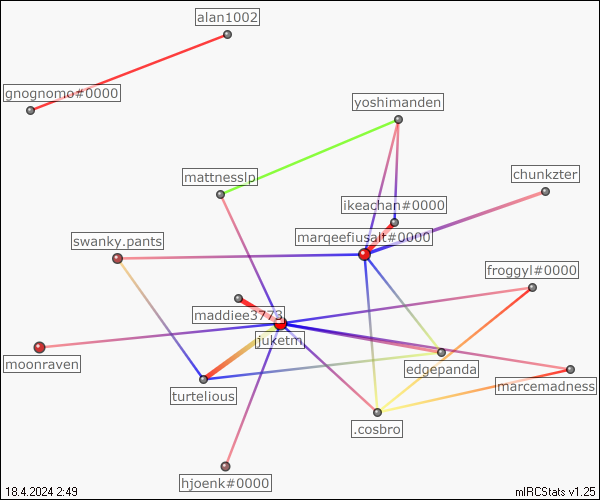 alan1002
gnognomo#0000
yoshimanden
mattnesslp
chunkzter
ikeachan#0000
marqeefiusalt#0000
swanky.pants
froggyl#0000
maddiee3773
juketm
moonraven
edgepanda
marcemadness
turtelious
.cosbro
hjoenk#0000
18.4.2024 2:49
mIRCStats v1.25